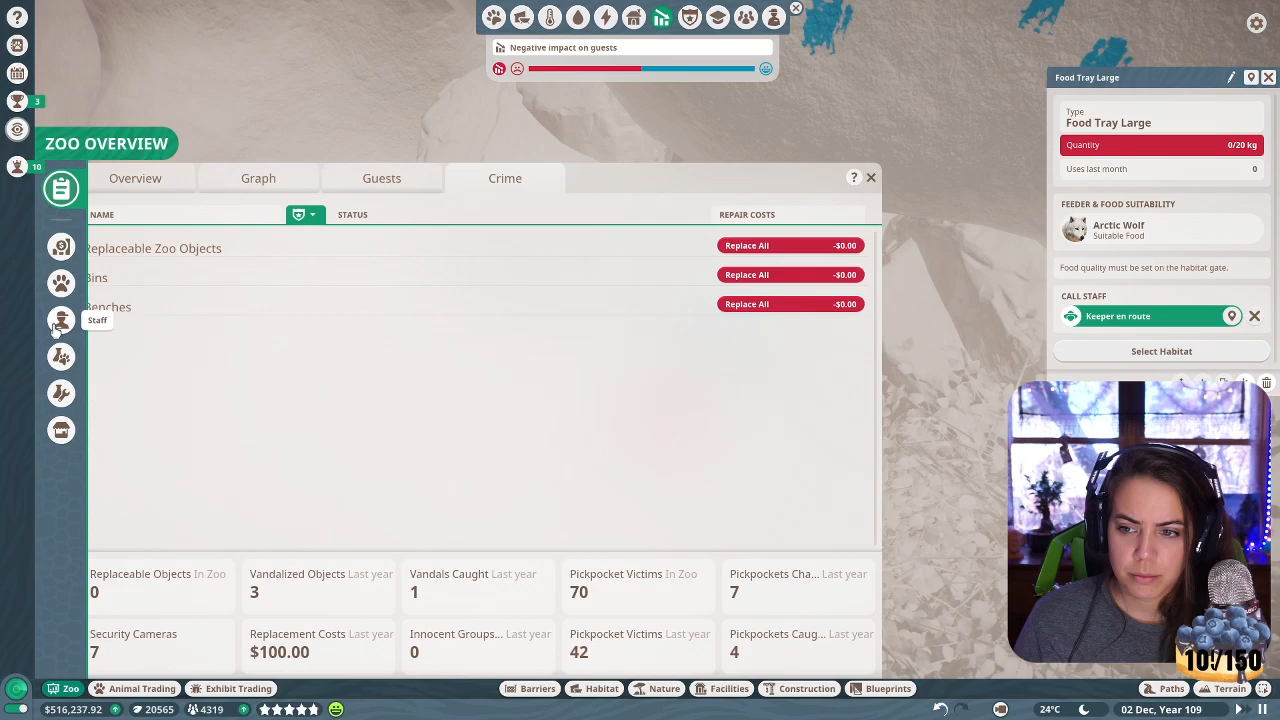 ?
Negative impact on guests
3
10
ZOO OVERVIEW
Overview
Graph
Guests
Crime
?
NAME
STATUS
REPAIR COSTS
Replaceable Zoo Objects
Replace All
-$0.00
Bins
Replace All
-$0.00
Benches
Replace All
-$0.00
Staff
Replaceable Objects In Zoo
0
Vandalized Objects Last year
3
Vandals Caught Last year
1
Pickpocket Victims In Zoo
70
Pickpockets Cha... Last year
7
Security Cameras
7
Replacement Costs Last year
$100.00
Innocent Groups... Last year
0
Pickpocket Victims Last year
42
Pickpockets Caug... Last year
4
Food Tray Large
Type
Food Tray Large
Quantity
0/20 kg
Uses last month
0
FEEDER & FOOD SUITABILITY
Arctic Wolf
Suitable Food
Food quality must be set on the habitat gate.
CALL STAFF
Keeper en route
Select Habitat
10/150
Zoo
Animal Trading
Exhibit Trading
Barriers
Habitat
Nature
Facilities
Construction
Blueprints
Paths
Terrain
$516,237.92
20565
4319
24°C
02 Dec, Year 109